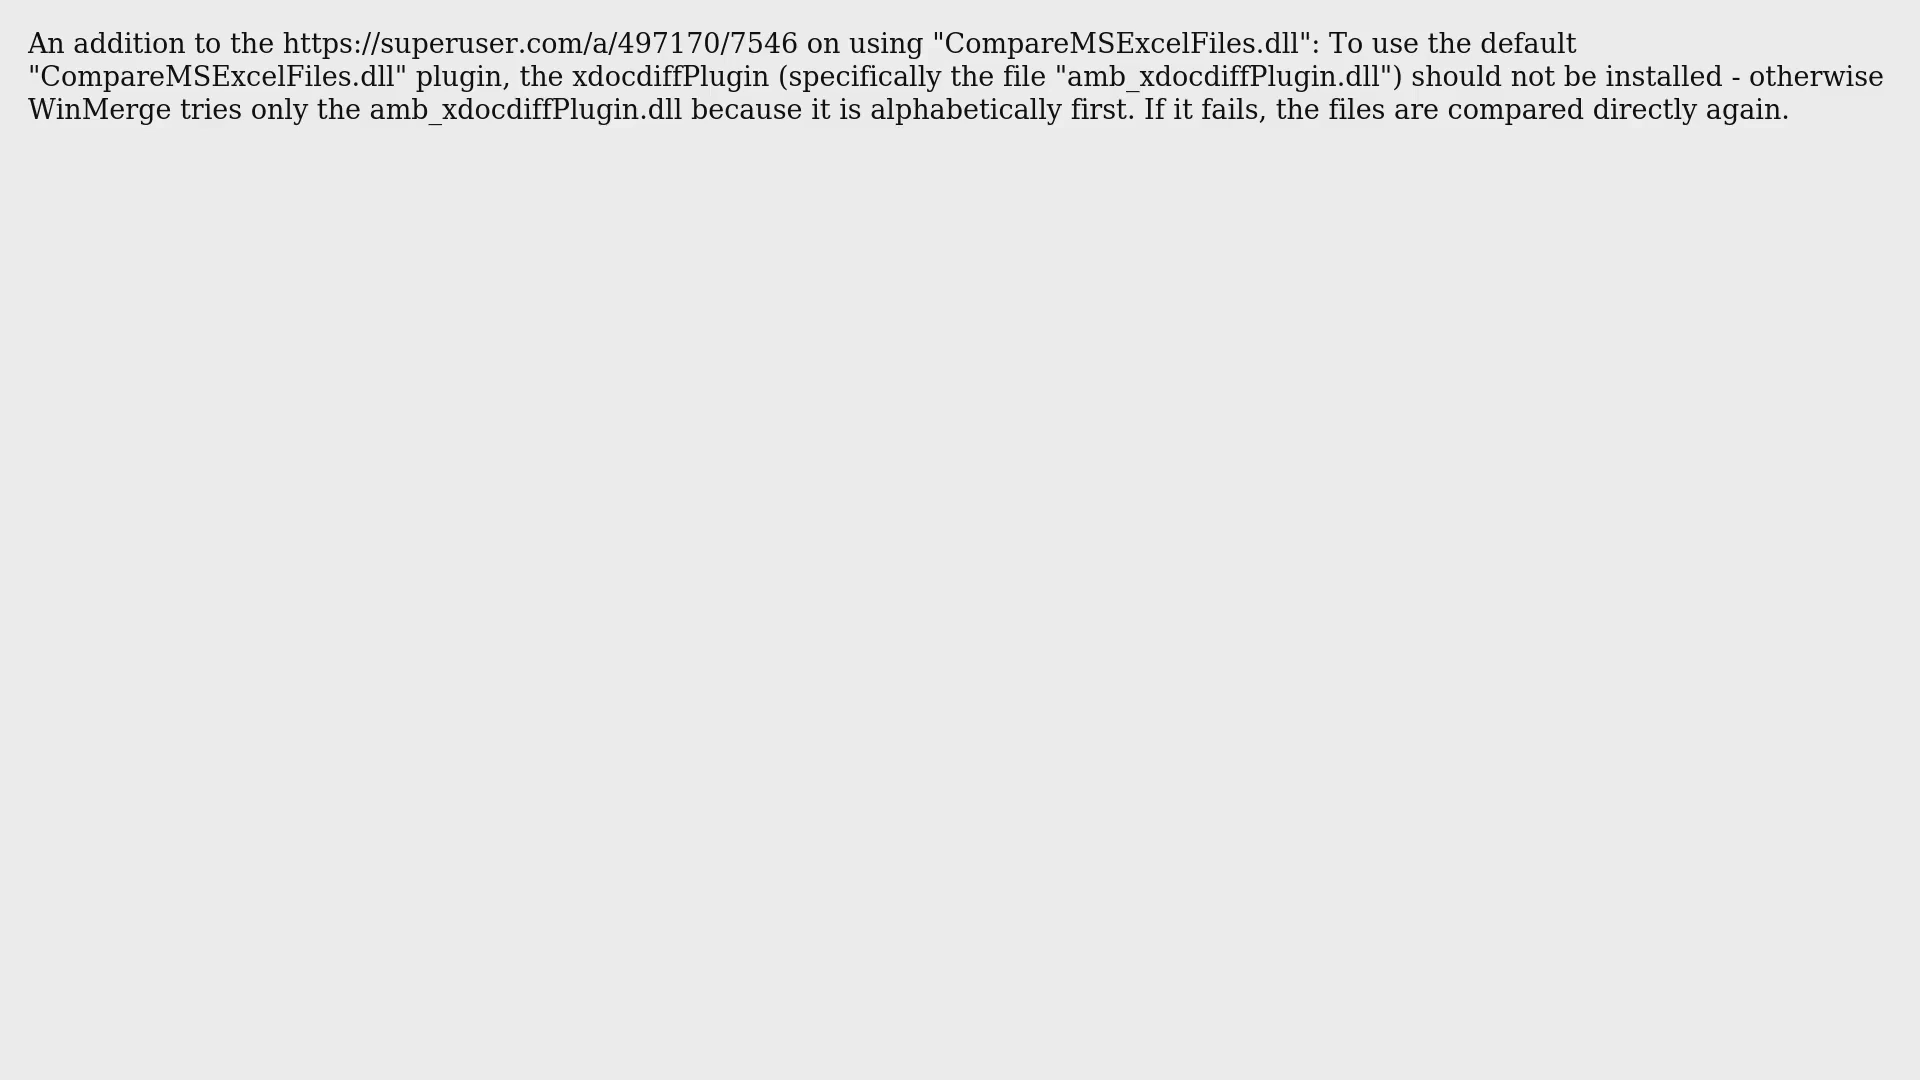 An addition to the https://superuser.com/a/497170/7546 on using "CompareMSExcelFiles.dll": To use the default
"CompareMSExcelFiles.dll" plugin, the xdocdiffPlugin (specifically the file "amb_xdocdiffPlugin.dll") should not be installed - otherwise
WinMerge tries only the amb_xdocdiffPlugin.dll because it is alphabetically first. If it fails, the files are compared directly again.